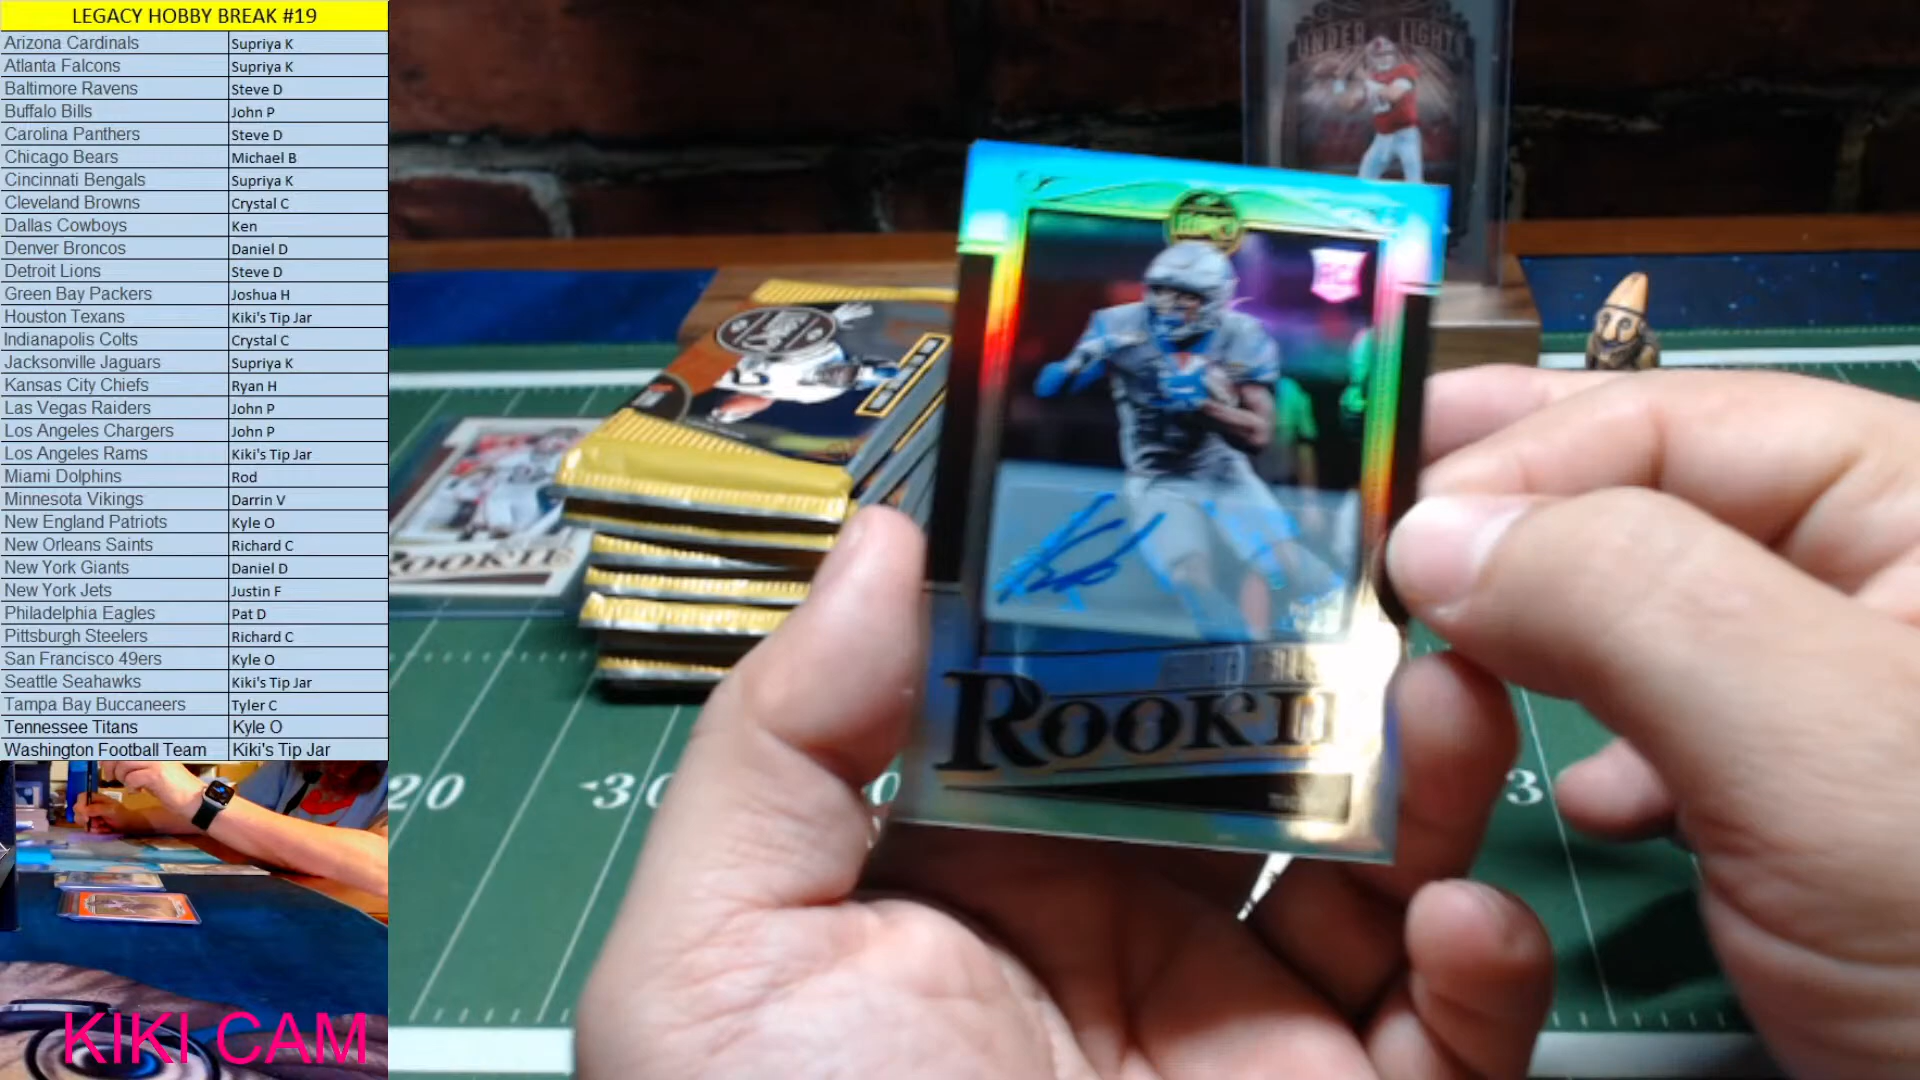 LEGACY HOBBY BREAK #19
Arizona Cardinals Supriya K
Atlanta Falcons Supriya K
Baltimore Ravens Steve D
Buffalo Bills John P
Carolina Panthers Steve D
Chicago Bears Michael B
Cincinnati Bengals Supriya K
Cleveland Browns Crystal C
Dallas Cowboys Ken
Denver Broncos Daniel D
Detroit Lions Steve D
Green Bay Packers Joshua H
Houston Texans Kiki's Tip Jar
Indianapolis Colts Crystal C
Jacksonville Jaguars Supriya K
Kansas City Chiefs Ryan H
Las Vegas Raiders John P
Los Angeles Chargers John P
Los Angeles Rams Kiki's Tip Jar
Miami Dolphins Rod
Minnesota Vikings Darrin V
New England Patriots Kyle O
New Orleans Saints Richard C
New York Giants Daniel D
New York Jets Justin F
Philadelphia Eagles Pat D
Pittsburgh Steelers Richard C
San Francisco 49ers Kyle O
Seattle Seahawks Kiki's Tip Jar
Tampa Bay Buccaneers Tyler C
Tennessee Titans Kyle O
Washington Football Team Kiki's Tip Jar
KIKI CAM
UNDER LIGHTS
RC
ROOKIE
ROOKIE
20
30
3